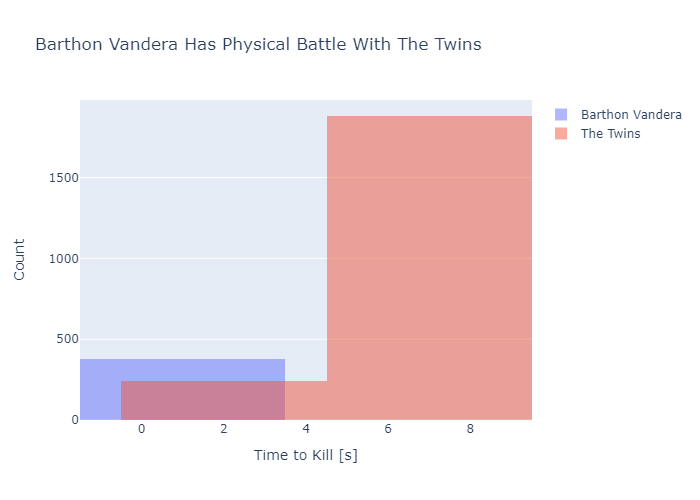 Barthon Vandera Has Physical Battle With The Twins
Barthon Vandera
The Twins
1500
1000
500
0
Count
0 2 4 6 8
Time to Kill [s]